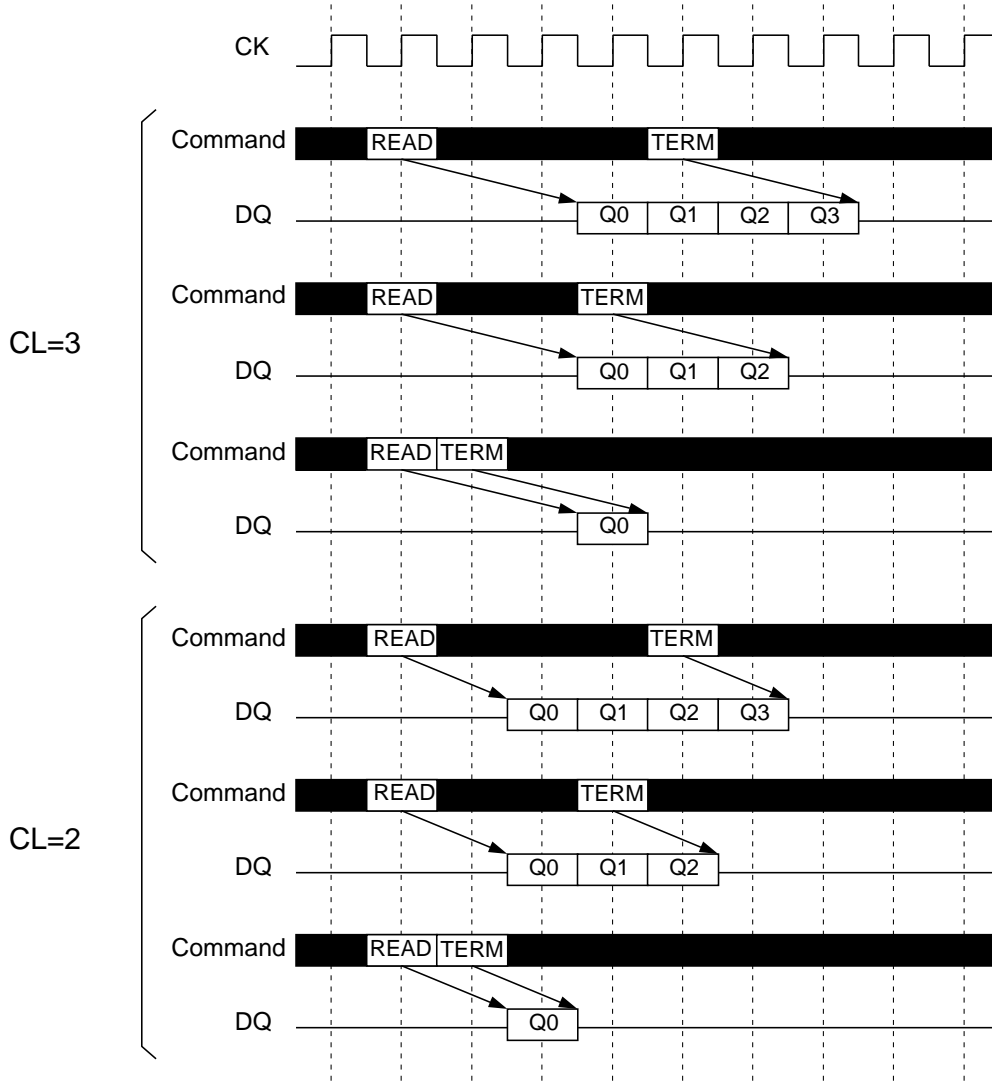 CK
Command READ TERM
DQ Q0 Q1 Q2 Q3
Command READ TERM
CL=3
DQ Q0 Q1 Q2
Command READ TERM
DQ Q0
Command READ TERM
DQ Q0 Q1 Q2 Q3
Command READ TERM
CL=2
DQ Q0 Q1 Q2
Command READ TERM
DQ Q0